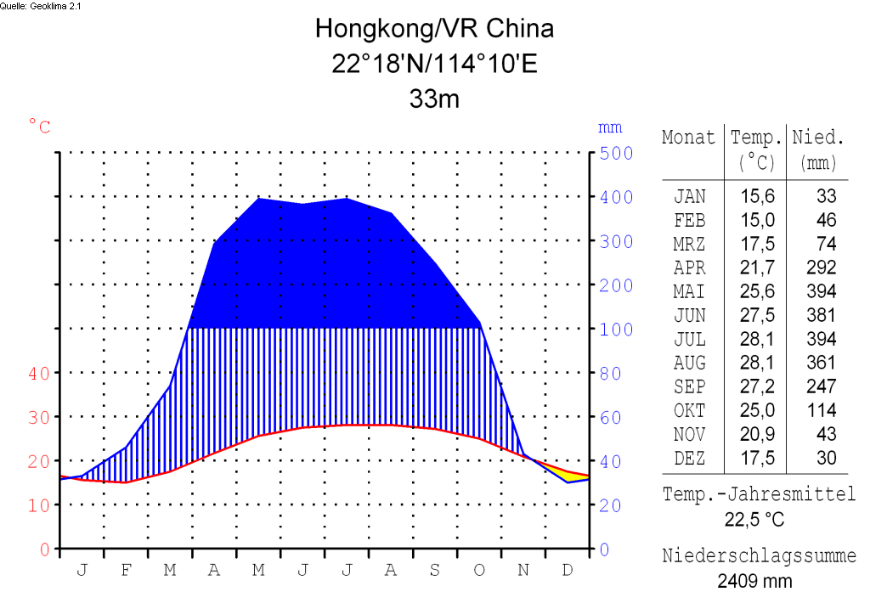 Quelle: Geoklima 2.1
Hongkong/VR China
22°18'N/114°10'E
33m
°C
mm
500
400
300
200
100
40 80
30 60
20 40
10 20
0 0
J F M A M J J A S O N D
Monat Temp. Nied.
(°C) (mm)
JAN 15,6 33
FEB 15,0 46
MRZ 17,5 74
APR 21,7 292
MAI 25,6 394
JUN 27,5 381
JUL 28,1 394
AUG 28,1 361
SEP 27,2 247
OKT 25,0 114
NOV 20,9 43
DEZ 17,5 30
Temp.-Jahresmittel
22,5 °C
Niederschlagssumme
2409 mm